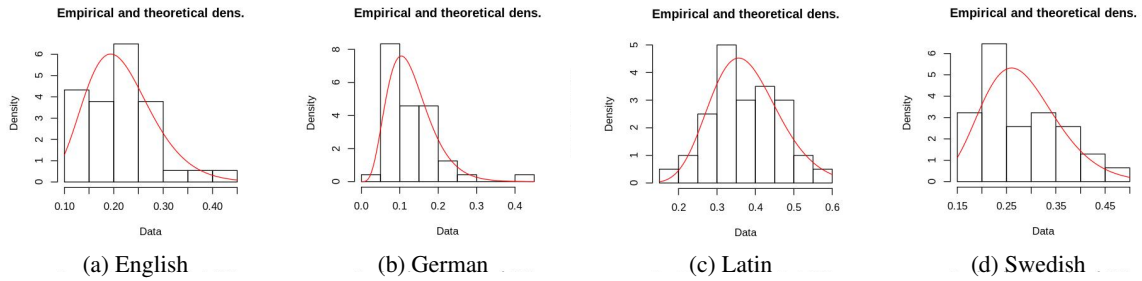 Empirical and theoretical dens.
Density
0 1 2 3 4 5 6
0.10 0.20 0.30 0.40
Data
(a) English
Empirical and theoretical dens.
Density
0 2 4 6 8
0.0 0.1 0.2 0.3 0.4
Data
(b) German
Empirical and theoretical dens.
Density
0 1 2 3 4 5
0.2 0.3 0.4 0.5 0.6
Data
(c) Latin
Empirical and theoretical dens.
Density
0 1 2 3 4 5 6
0.15 0.25 0.35 0.45
Data
(d) Swedish